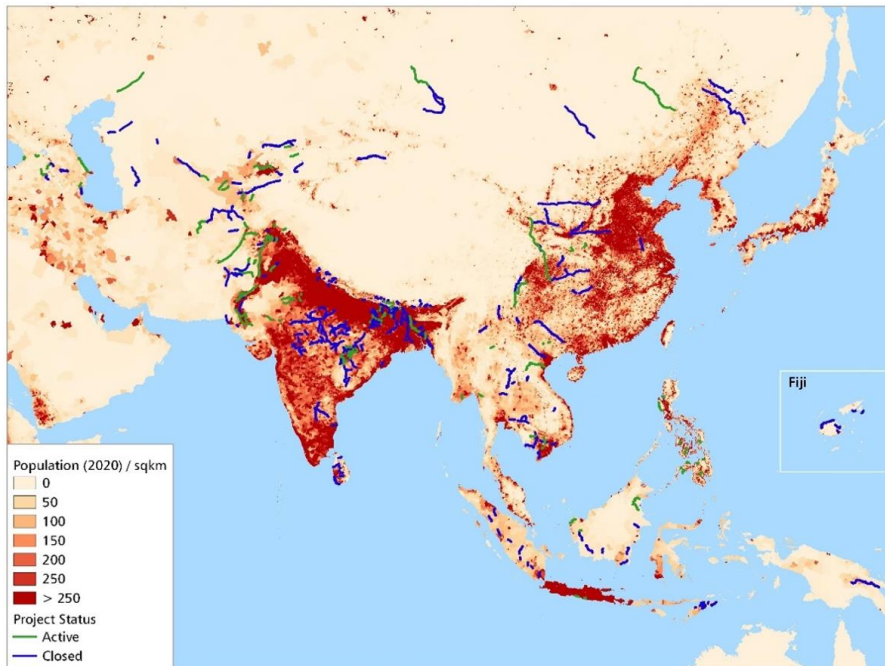 Fiji
Population (2020) / sqkm
0
50
100
150
200
250
> 250
Project Status
Active
Closed